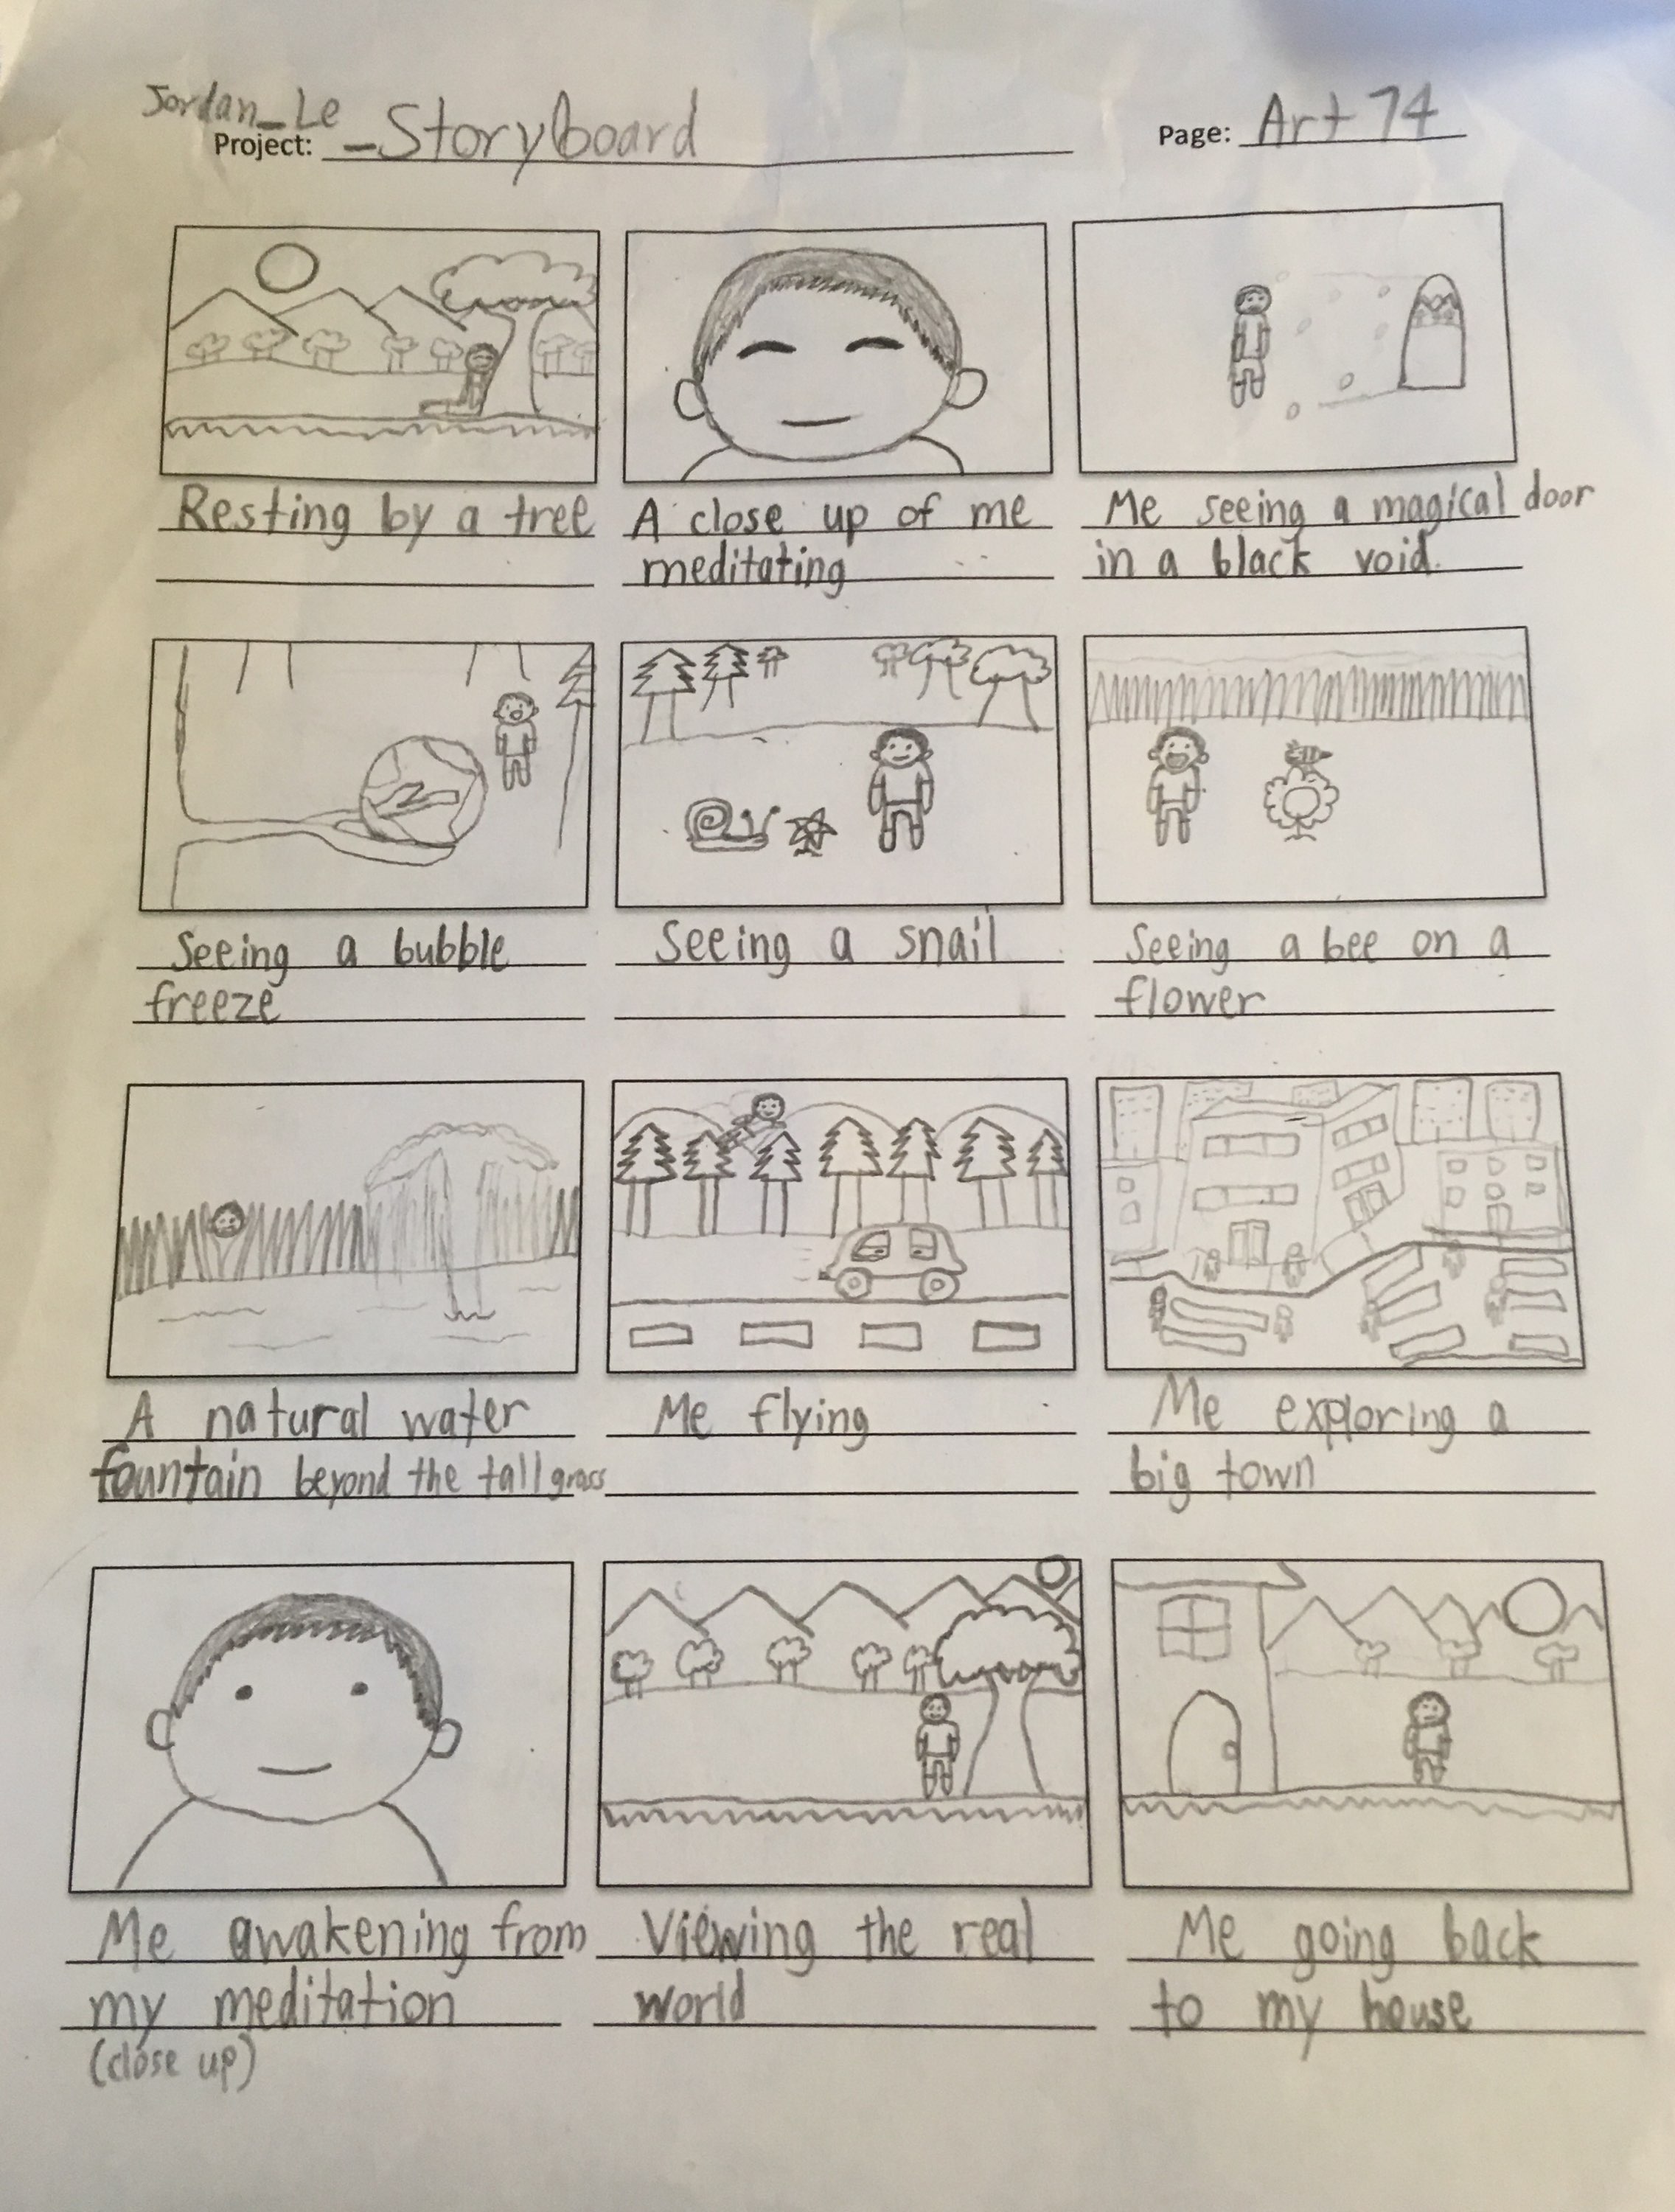 Jordan_Le
Project: -Storyboard
Page: Art 74
Resting by a tree
A close up of me
meditating
Me seeing a magical door
in a black void.
Seeing a bubble
freeze
Seeing a snail
Seeing a bee on a
flower
A natural water
fountain beyond the tall grass
Me flying
Me exploring a
big town
Me awakening from
my meditation
(close up)
Viewing the real
world
Me going back
to my house